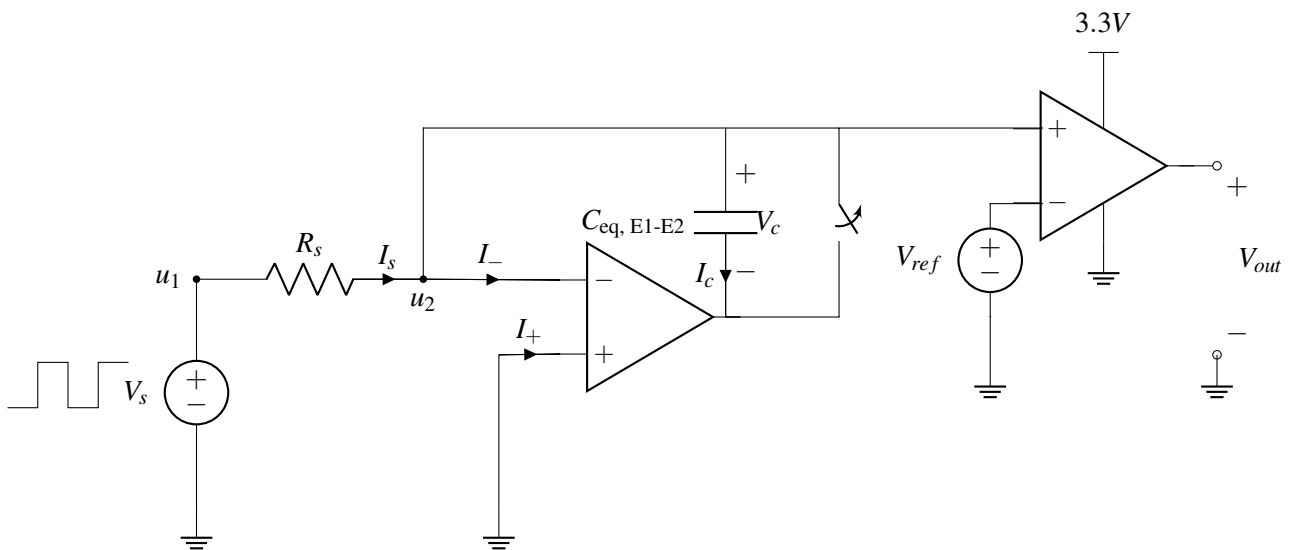 3.3V
+
+
C_eq, E1-E2
V_c
−
+
−
V_ref
+
−
V_out
−
R_s
I_s
u_1
u_2
I_−
−
I_c
−
I_+
+
V_s
+
−